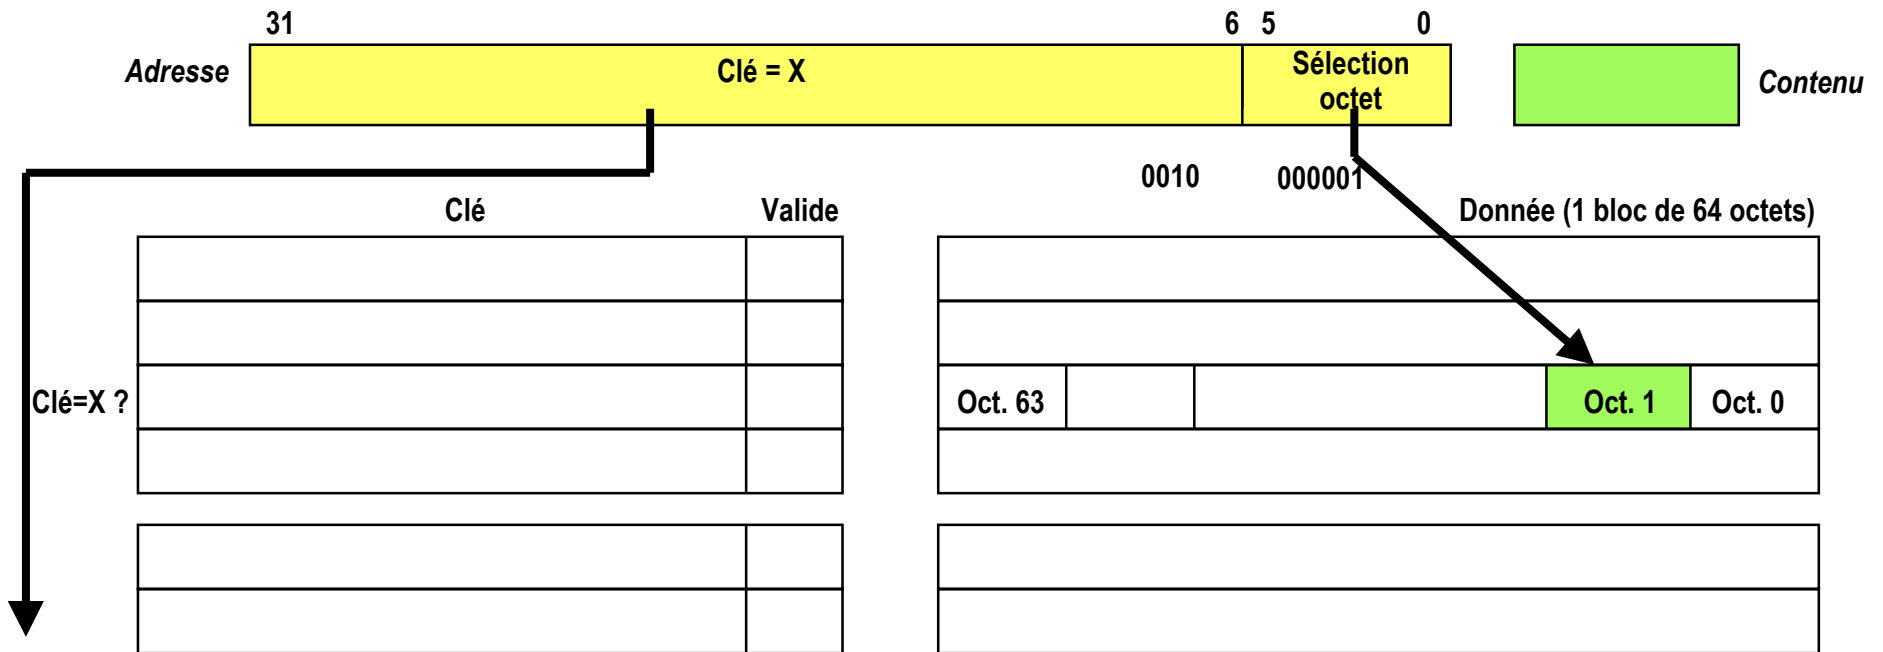 31 6 5 0
Adresse Clé = X Sélection octet Contenu
0010 000001
Clé Valide Donnée (1 bloc de 64 octets)
Clé=X ? Oct. 63 Oct. 1 Oct. 0